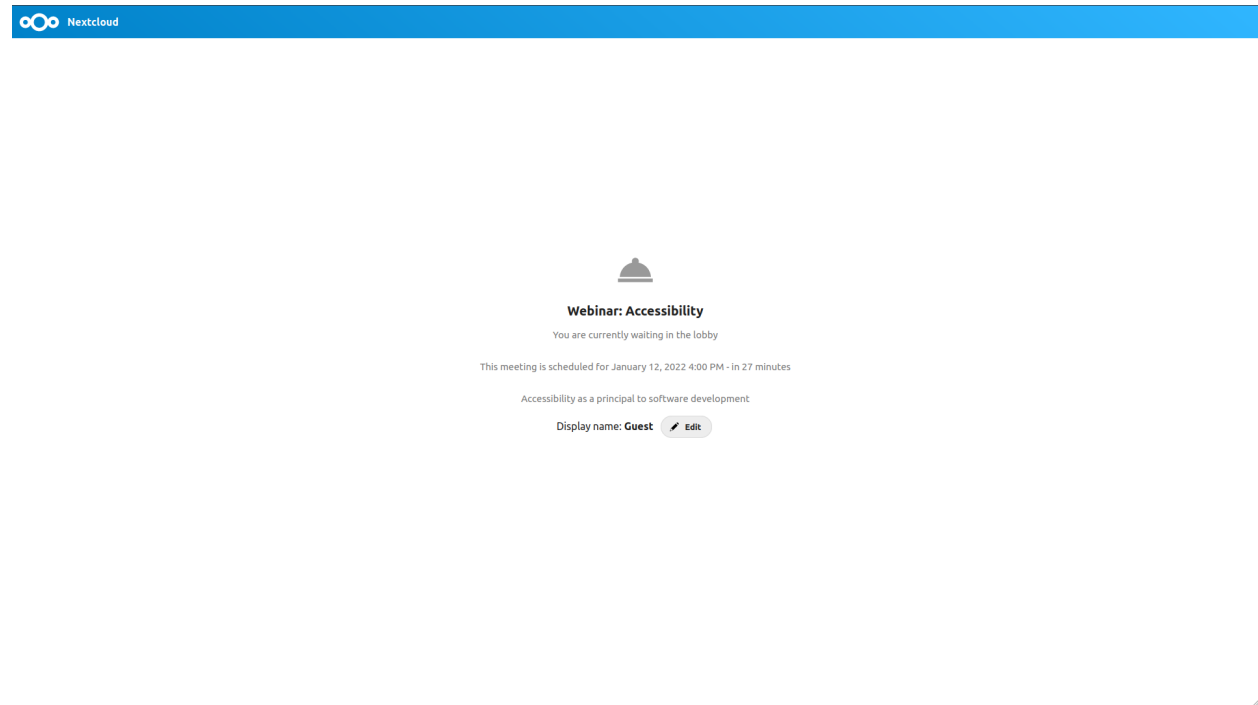 Nextcloud
Webinar: Accessibility
You are currently waiting in the lobby
This meeting is scheduled for January 12, 2022 4:00 PM - in 27 minutes
Accessibility as a principal to software development
Display name: Guest Edit